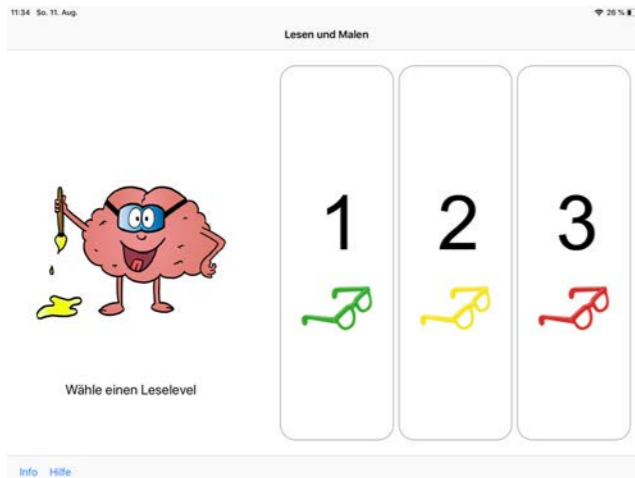 11:34 So. 11. Aug.
26 %
Lesen und Malen
1
2
3
Wähle einen Leselevel
Info Hilfe